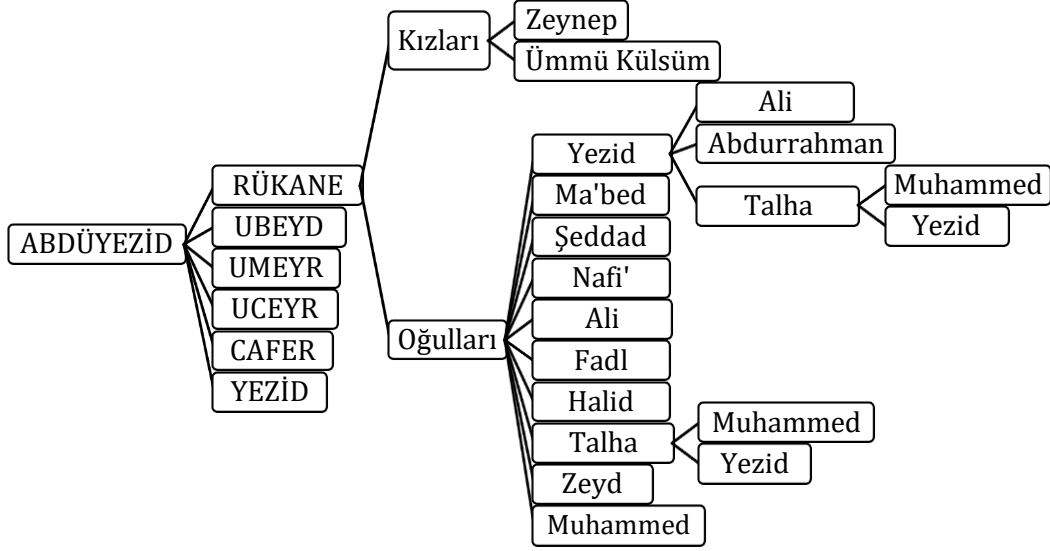 ABDÜYEZİD
RÜKANE
UBEYD
UMEYR
UCEYR
CAFER
YEZİD
Kızları
Zeynep
Ümmü Külsüm
Oğulları
Yezid
Ali
Abdurrahman
Talha
Muhammed
Yezid
Ma'bed
Şeddad
Nafi'
Ali
Fadl
Halid
Talha
Muhammed
Yezid
Zeyd
Muhammed